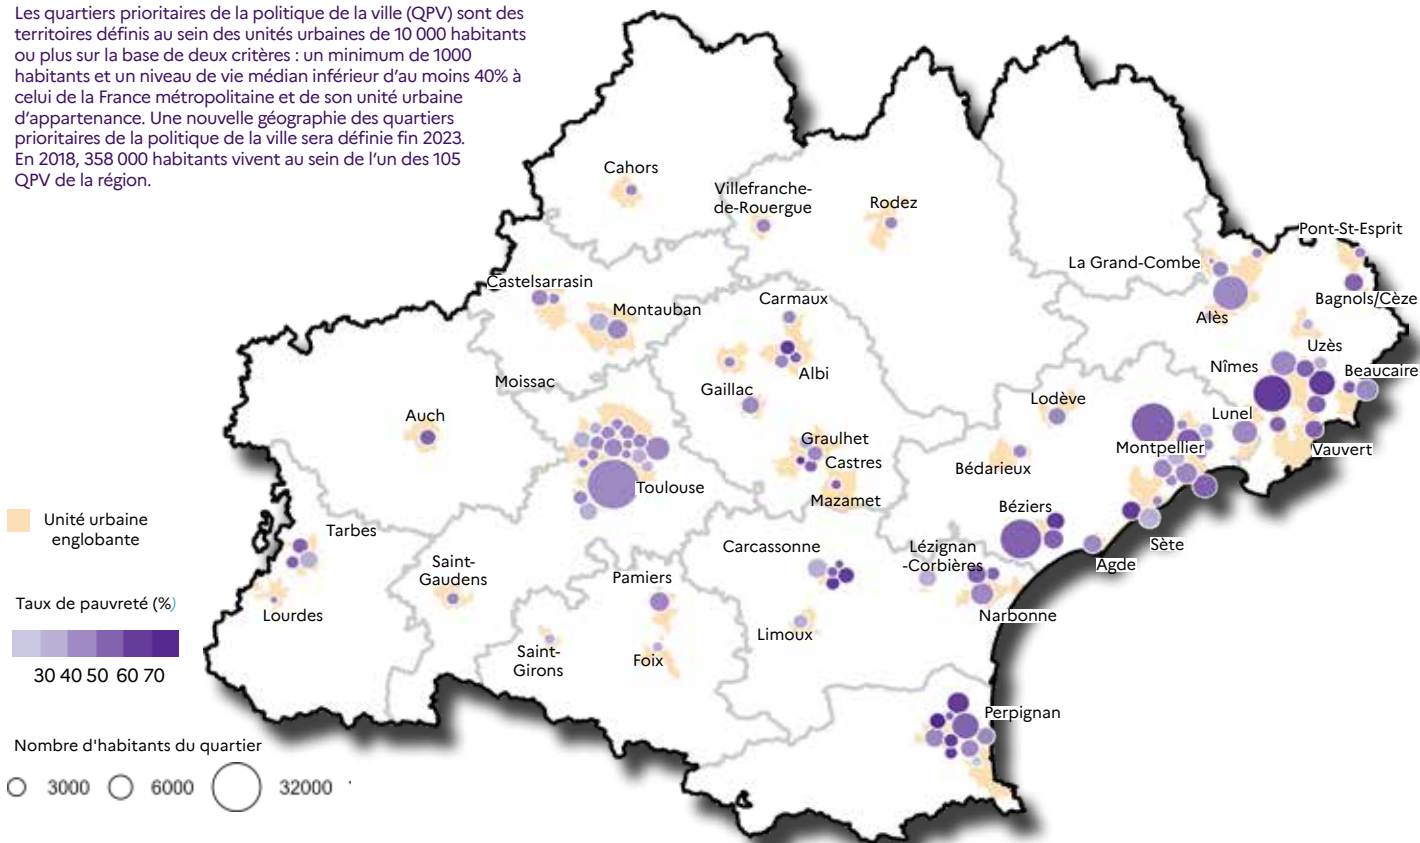 Les quartiers prioritaires de la politique de la ville (QPV) sont des
territoires définis au sein des unités urbaines de 10 000 habitants
ou plus sur la base de deux critères : un minimum de 1000
habitants et un niveau de vie médian inférieur d'au moins 40% à
celui de la France métropolitaine et de son unité urbaine
d'appartenance. Une nouvelle géographie des quartiers
prioritaires de la politique de la ville sera définie fin 2023.
En 2018, 358 000 habitants vivent au sein de l'un des 105
QPV de la région.
Cahors
Villefranche-
de-Rouergue
Rodez
Pont-St-Esprit
La Grand-Combe
Castelsarrasin
Carmaux
Bagnols/Cèze
Montauban
Alès
Uzès
Nîmes
Beaucaire
Albi
Moissac
Gaillac
Lodève
Auch
Lunel
Graulhet
Montpellier
Vauvert
Castres
Bédarieux
Toulouse
Mazamet
Béziers
Unité urbaine
englobante
Tarbes
Sète
Carcassonne
Lézignan
-Corbières
Agde
Saint-
Gaudens
Pamiers
Taux de pauvreté (%)
Lourdes
Narbonne
Limoux
Saint-
Girons
Foix
30 40 50 60 70
Perpignan
Nombre d'habitants du quartier
3000 6000 32000